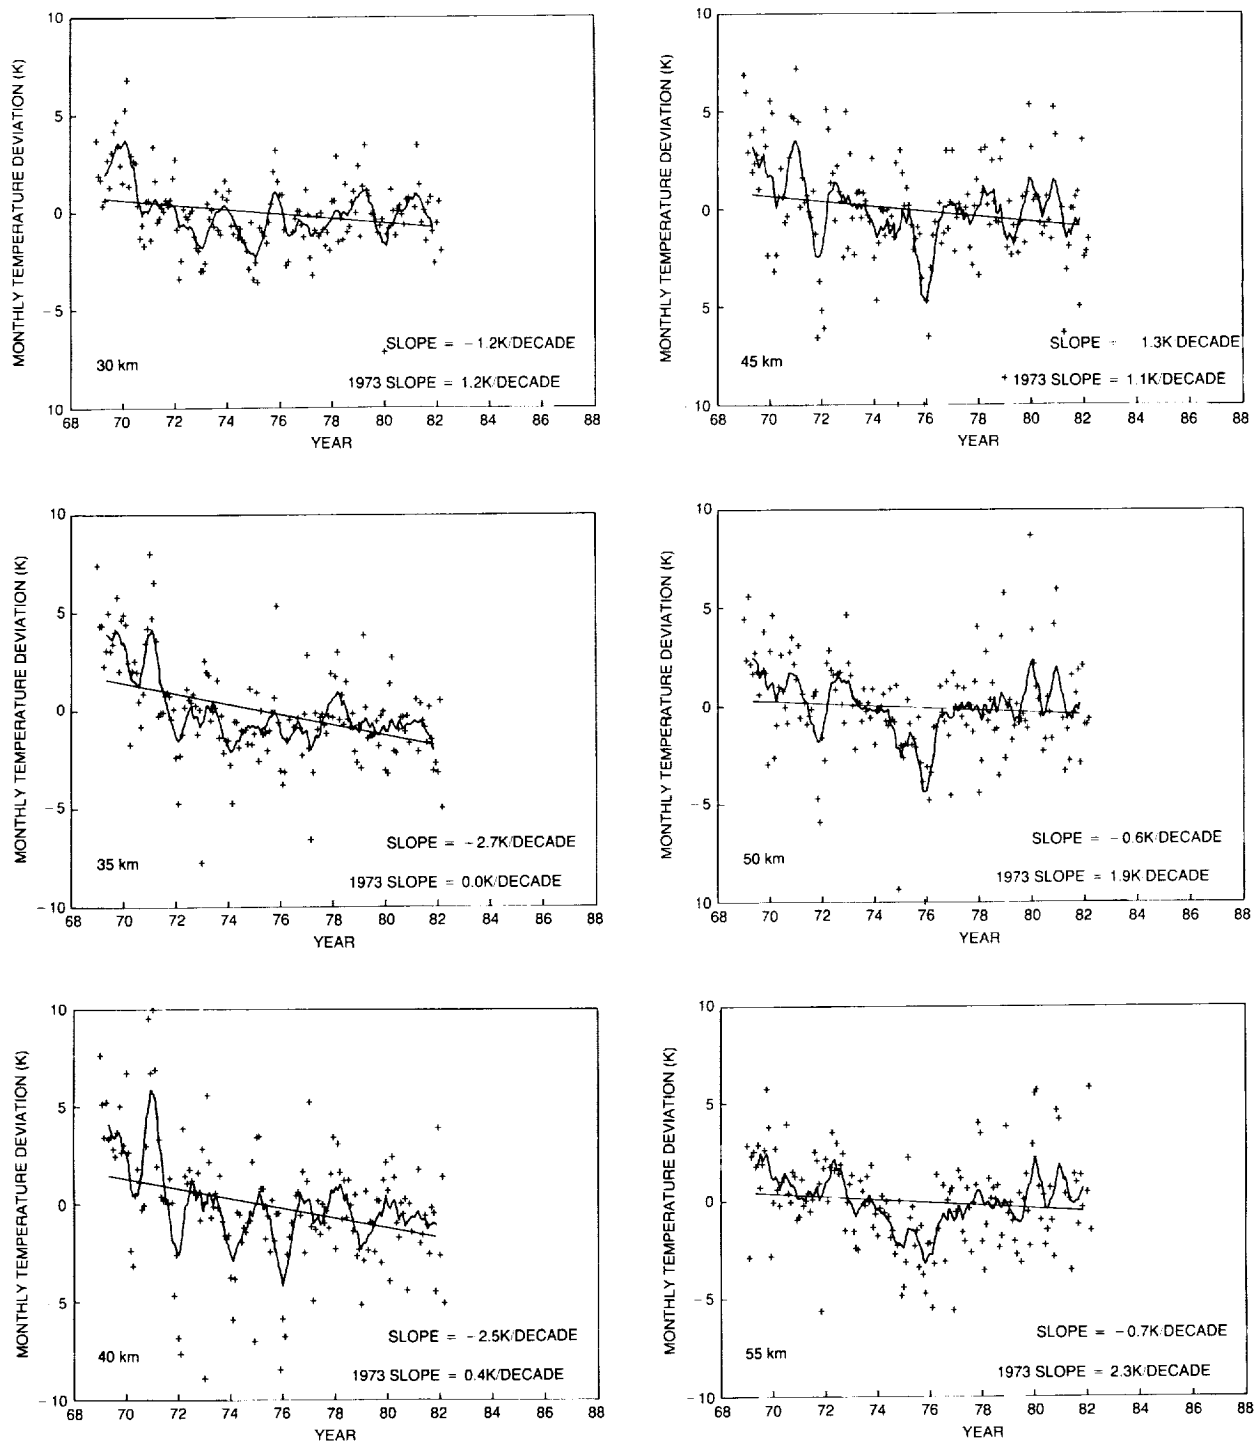 MONTHLY TEMPERATURE DEVIATION (K)
10
5
0
-5
10
SLOPE = -1.2K/DECADE
30 km
1973 SLOPE = 1.2K/DECADE
68 70 72 74 76 78 80 82 84 86 88
YEAR
MONTHLY TEMPERATURE DEVIATION (K)
10
5
0
5
10
SLOPE = 1.3K DECADE
45 km
1973 SLOPE = 1.1K/DECADE
68 70 72 74 76 78 80 82 84 86 88
YEAR
MONTHLY TEMPERATURE DEVIATION (K)
10
5
0
-5
-10
SLOPE = -2.7K/DECADE
35 km
1973 SLOPE = 0.0K/DECADE
68 70 72 74 76 78 80 82 84 86 88
YEAR
MONTHLY TEMPERATURE DEVIATION (K)
10
5
0
-5
10
SLOPE = -0.6K/DECADE
50 km
1973 SLOPE = 1.9K DECADE
68 70 72 74 76 78 80 82 84 86 88
YEAR
MONTHLY TEMPERATURE DEVIATION (K)
10
5
0
5
-10
SLOPE = -2.5K/DECADE
40 km
1973 SLOPE = 0.4K/DECADE
68 70 72 74 76 78 80 82 84 86 88
YEAR
MONTHLY TEMPERATURE DEVIATION (K)
10
5
0
-5
-10
SLOPE = -0.7K/DECADE
55 km
1973 SLOPE = 2.3K/DECADE
68 70 72 74 76 78 80 82 84 86 88
YEAR